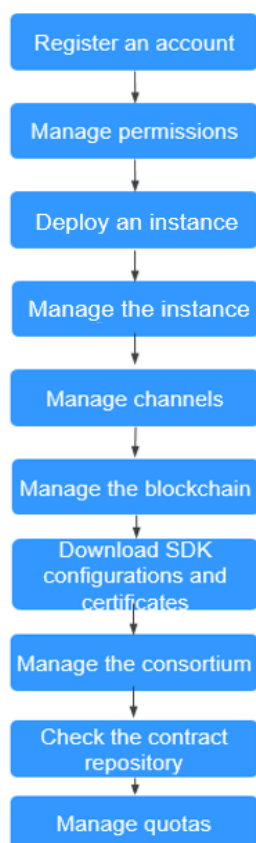 Register an account
Manage permissions
Deploy an instance
Manage the instance
Manage channels
Manage the blockchain
Download SDK
configurations and
certificates
Manage the consortium
Check the contract
repository
Manage quotas